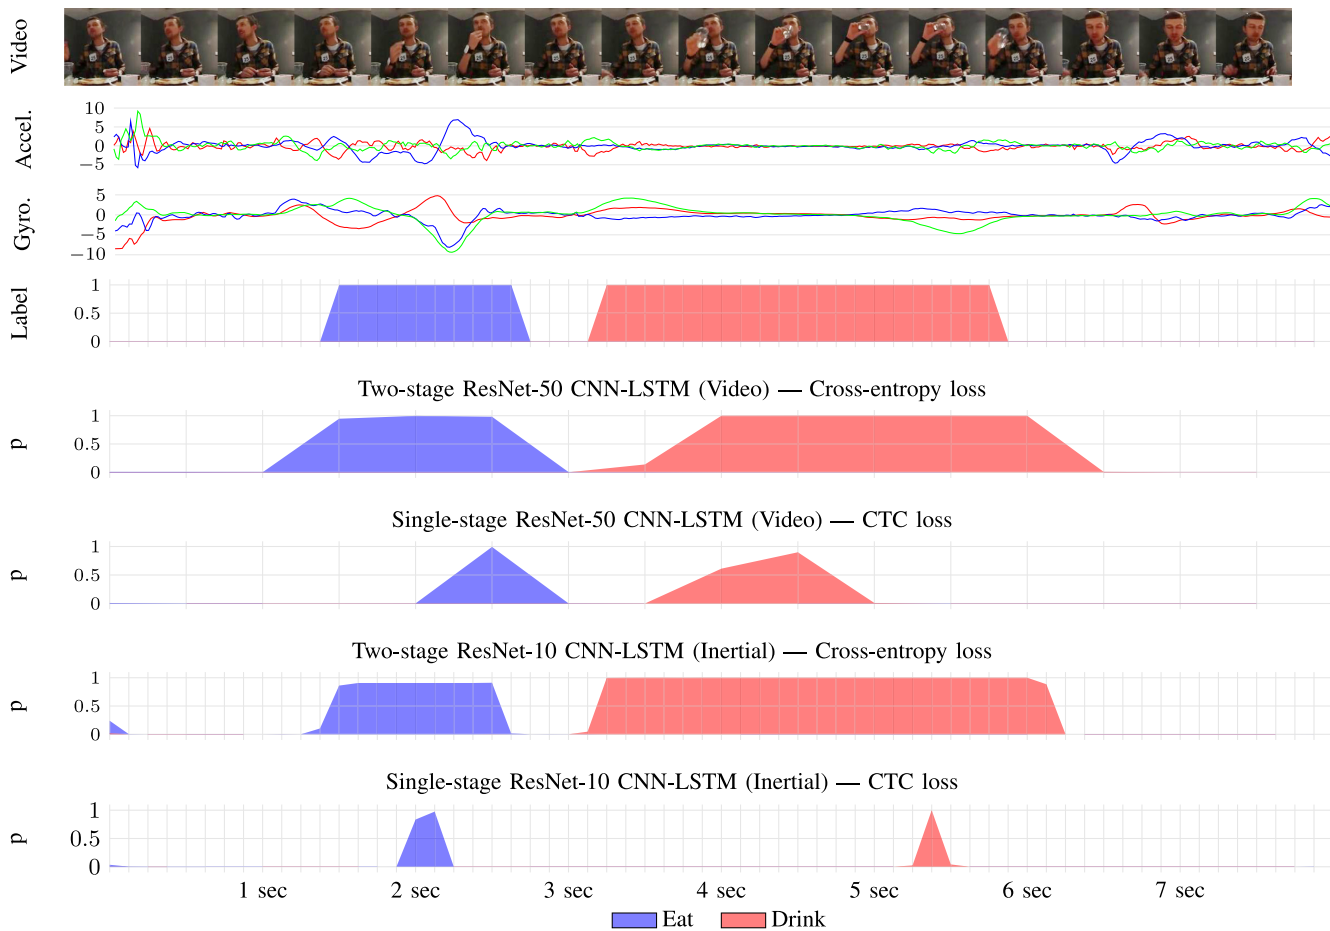 Video
Accel.
10
5
0
−5
Gyro.
5
0
−5
−10
Label
1
0.5
0
Two-stage ResNet-50 CNN-LSTM (Video) — Cross-entropy loss
p
1
0.5
0
Single-stage ResNet-50 CNN-LSTM (Video) — CTC loss
p
1
0.5
0
Two-stage ResNet-10 CNN-LSTM (Inertial) — Cross-entropy loss
p
1
0.5
0
Single-stage ResNet-10 CNN-LSTM (Inertial) — CTC loss
p
1
0.5
0
1 sec 2 sec 3 sec 4 sec 5 sec 6 sec 7 sec
Eat Drink